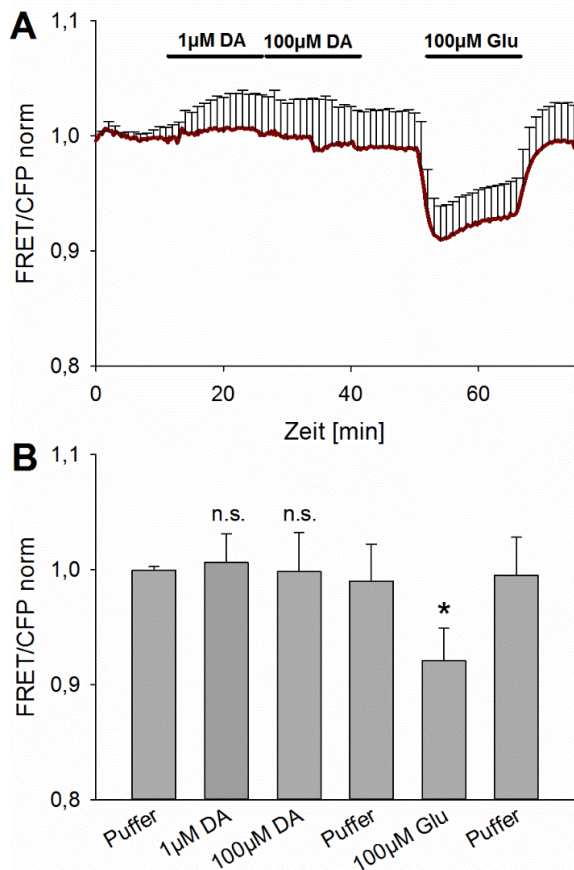 A
1,1
1µM DA 100µM DA 100µM Glu
1,0
0,9
0,8
FRET/CFP norm
0 20 40 60
Zeit [min]
B
1,1
n.s. n.s.
1,0
*
0,9
0,8
FRET/CFP norm
Puffer 1µM DA 100µM DA Puffer 100µM Glu Puffer